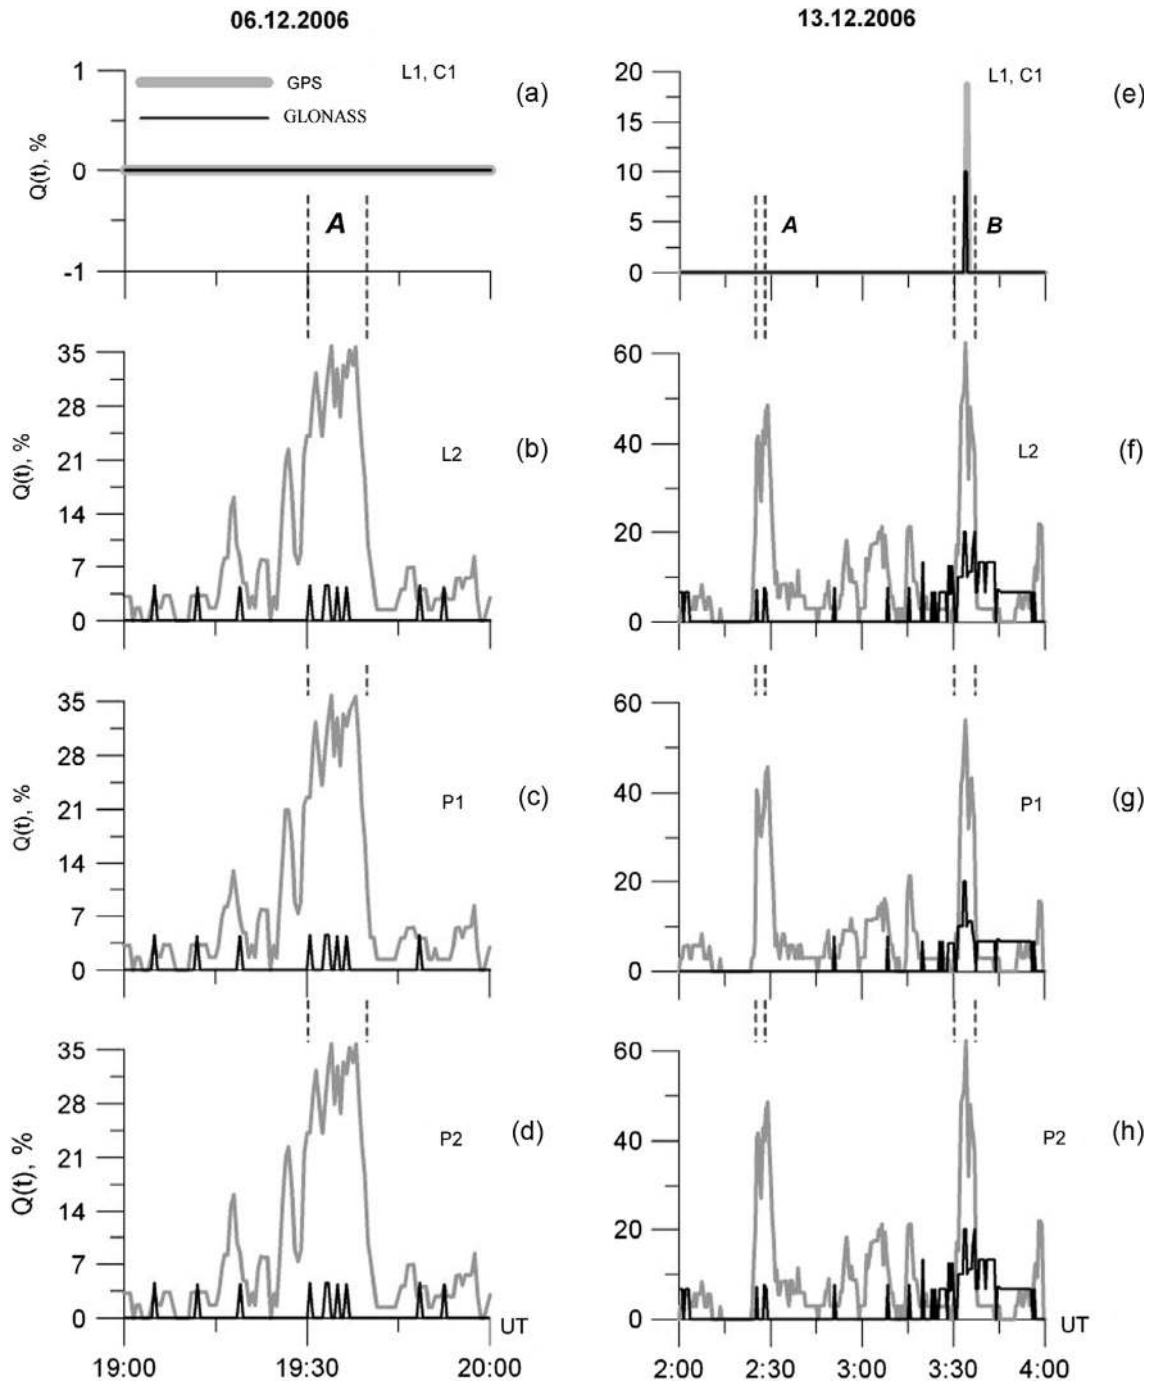 06.12.2006
13.12.2006
Q(t), %
1
0
-1
GPS
GLONASS
L1, C1
(a)
A
20
15
10
5
0
L1, C1
(e)
A
B
Q(t), %
35
28
21
14
7
0
L2
(b)
60
40
20
0
L2
(f)
Q(t), %
35
28
21
14
7
0
P1
(c)
60
40
20
0
P1
(g)
Q(t), %
35
28
21
14
7
0
P2
(d)
UT
19:00
19:30
20:00
60
40
20
0
P2
(h)
UT
2:00
2:30
3:00
3:30
4:00